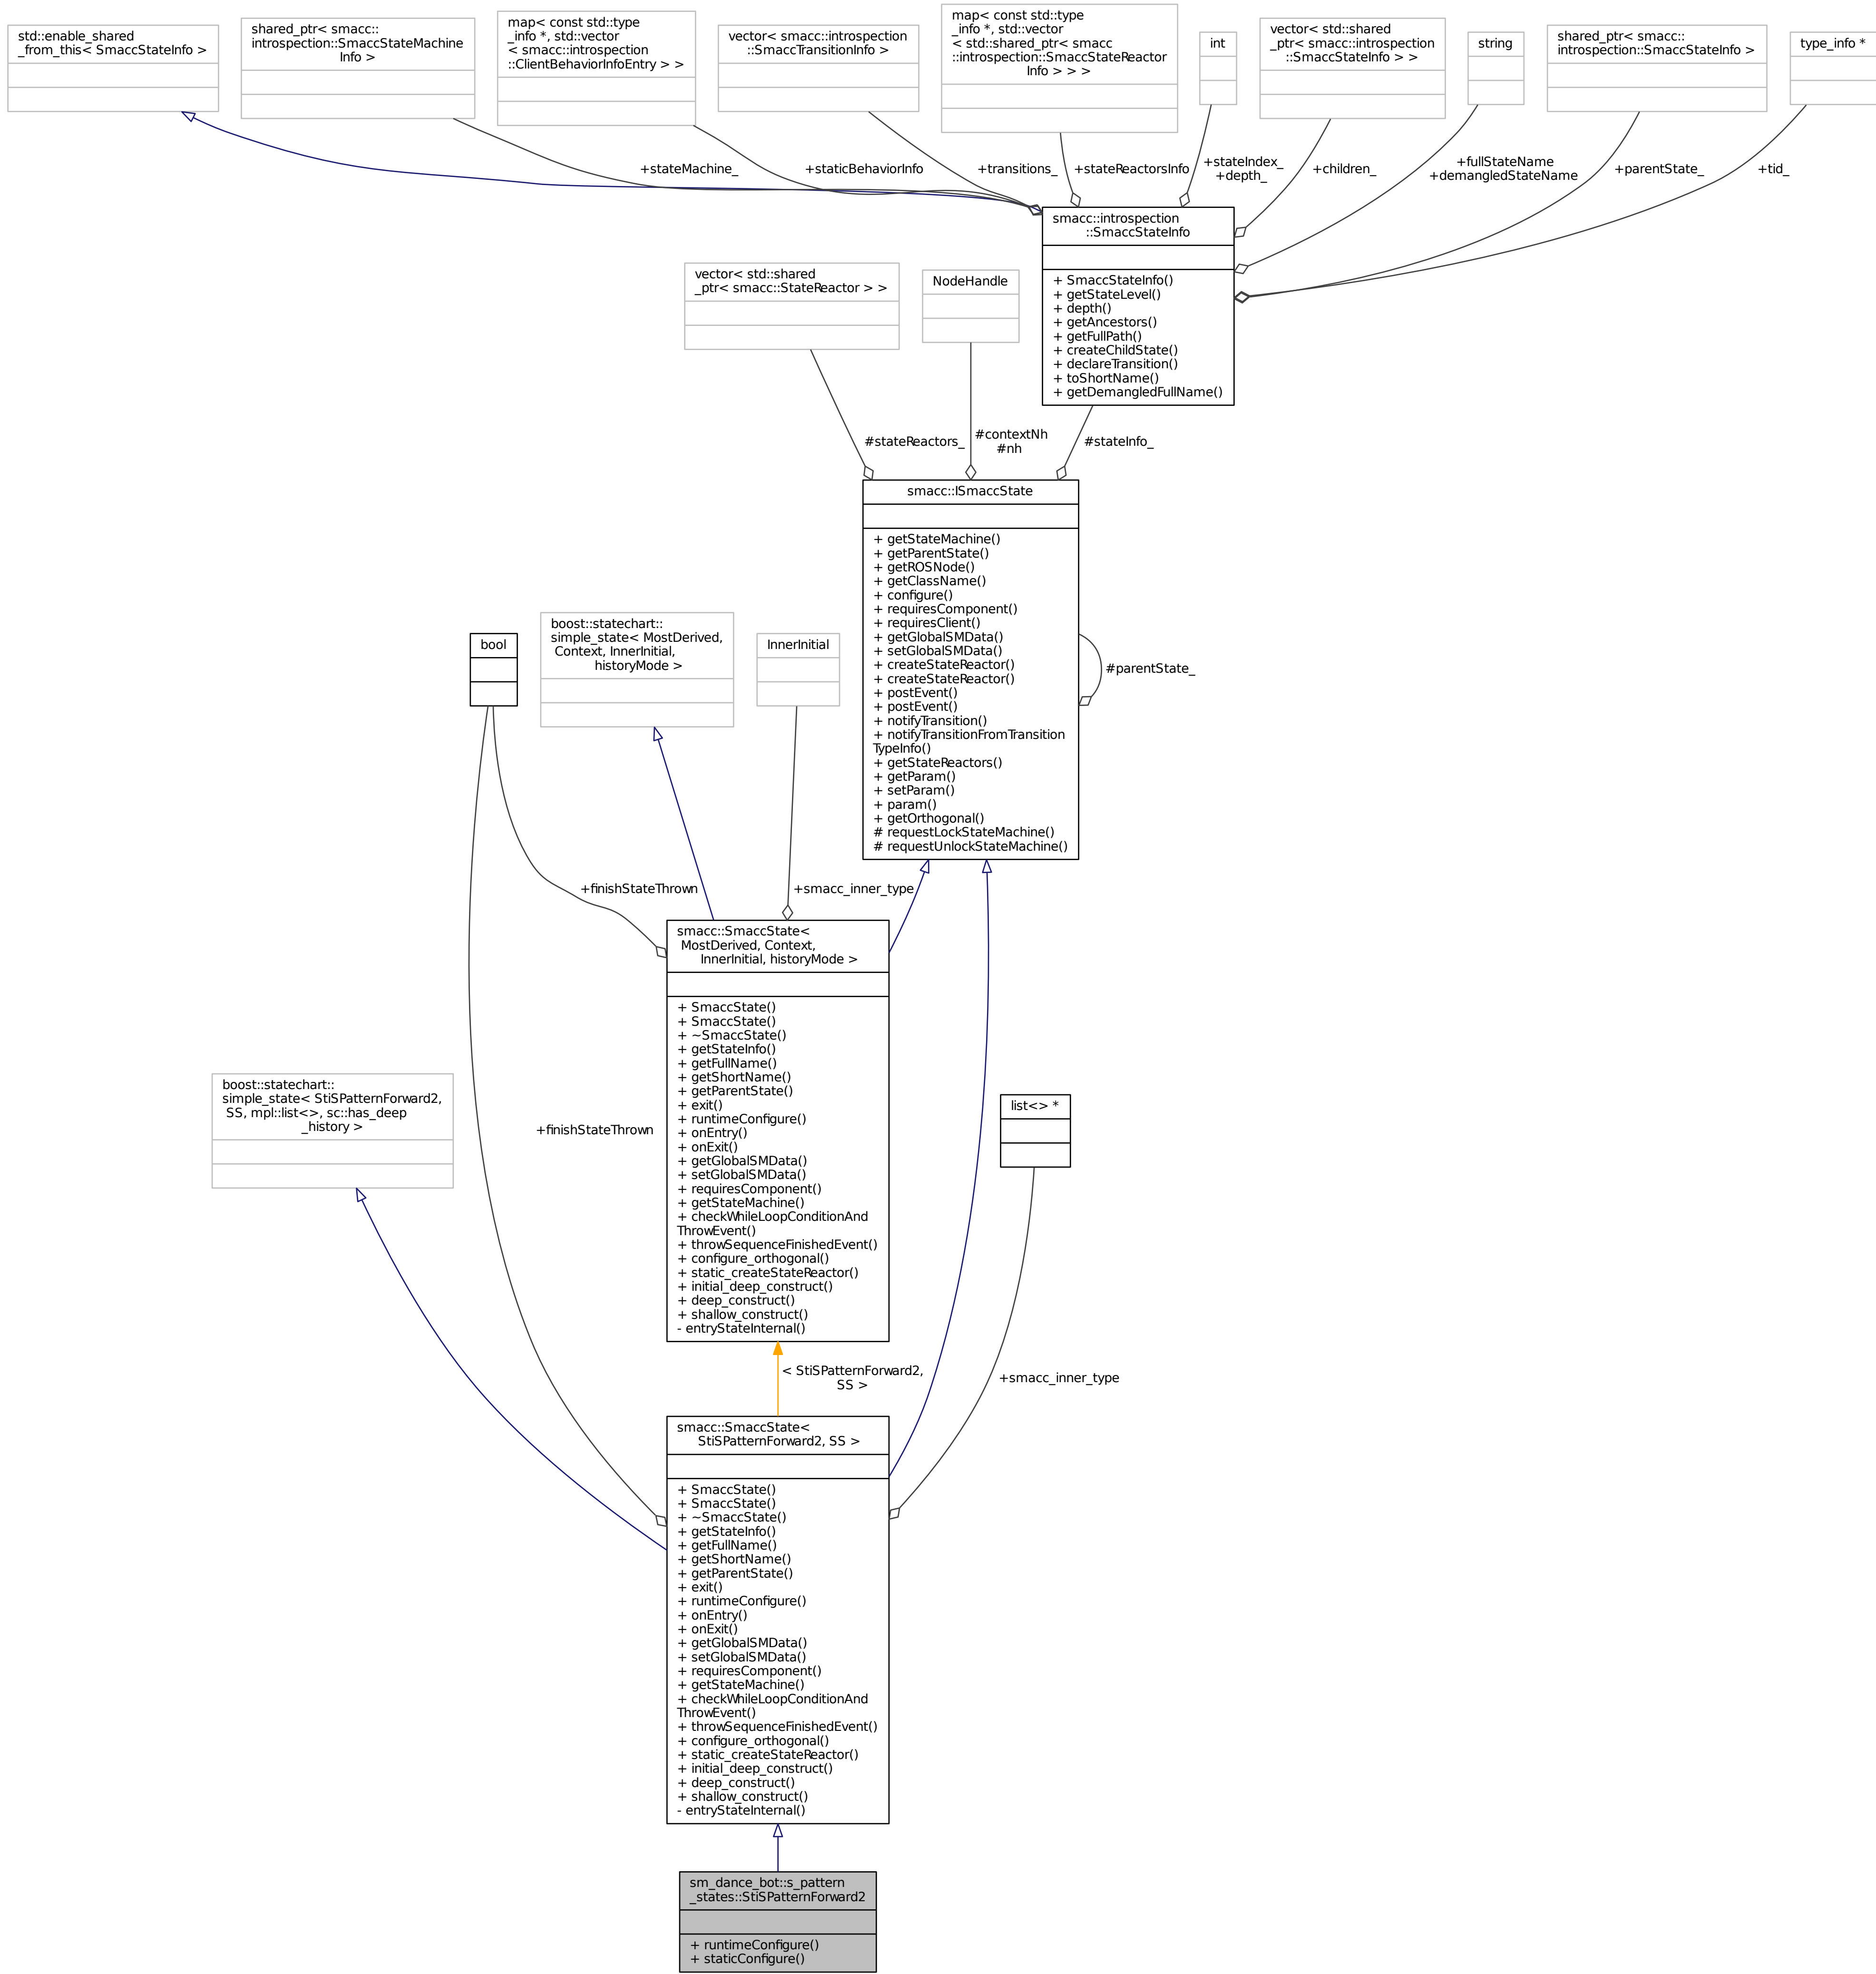 std::enable_shared
_from_this< SmaccStateInfo >
shared_ptr< smacc::
introspection::SmaccStateMachine
Info >
map< const std::type
_info *, std::vector
< smacc::introspection
::ClientBehaviorInfoEntry > >
vector< smacc::introspection
::SmaccTransitionInfo >
map< const std::type
_info *, std::vector
< std::shared_ptr< smacc
::introspection::SmaccStateReactor
Info > > >
int
vector< std::shared
_ptr< smacc::introspection
::SmaccStateInfo > >
string
shared_ptr< smacc::
introspection::SmaccStateInfo >
type_info *
+stateMachine_
+staticBehaviorInfo
+transitions_
+stateReactorsInfo
+stateIndex_
+depth_
+children_
+fullStateName
+demangledStateName
+parentState_
+tid_
smacc::introspection
::SmaccStateInfo
+ SmaccStateInfo()
+ getStateLevel()
+ depth()
+ getAncestors()
+ getFullPath()
+ createChildState()
+ declareTransition()
+ toShortName()
+ getDemangledFullName()
vector< std::shared
_ptr< smacc::StateReactor > >
NodeHandle
#stateReactors_
#contextNh
#nh
#stateInfo_
smacc::ISmaccState
+ getStateMachine()
+ getParentState()
+ getROSNode()
+ getClassName()
+ configure()
+ requiresComponent()
+ requiresClient()
+ getGlobalSMData()
+ setGlobalSMData()
+ createStateReactor()
+ createStateReactor()
+ postEvent()
+ postEvent()
+ notifyTransition()
+ notifyTransitionFromTransition
TypeInfo()
+ getStateReactors()
+ getParam()
+ setParam()
+ param()
+ getOrthogonal()
# requestLockStateMachine()
# requestUnlockStateMachine()
#parentState_
bool
boost::statechart::
simple_state< MostDerived,
Context, InnerInitial,
historyMode >
InnerInitial
+finishStateThrown
+smacc_inner_type
smacc::SmaccState<
MostDerived, Context,
InnerInitial, historyMode >
+ SmaccState()
+ SmaccState()
+ ~SmaccState()
+ getStateInfo()
+ getFullName()
+ getShortName()
+ getParentState()
+ exit()
+ runtimeConfigure()
+ onEntry()
+ onExit()
+ getGlobalSMData()
+ setGlobalSMData()
+ requiresComponent()
+ getStateMachine()
+ checkWhileLoopConditionAnd
ThrowEvent()
+ throwSequenceFinishedEvent()
+ configure_orthogonal()
+ static_createStateReactor()
+ initial_deep_construct()
+ deep_construct()
+ shallow_construct()
- entryStateInternal()
boost::statechart::
simple_state< StiSPatternForward2,
SS, mpl::list<>, sc::has_deep
_history >
+finishStateThrown
list<> *
< StiSPatternForward2,
SS >
+smacc_inner_type
smacc::SmaccState<
StiSPatternForward2, SS >
+ SmaccState()
+ SmaccState()
+ ~SmaccState()
+ getStateInfo()
+ getFullName()
+ getShortName()
+ getParentState()
+ exit()
+ runtimeConfigure()
+ onEntry()
+ onExit()
+ getGlobalSMData()
+ setGlobalSMData()
+ requiresComponent()
+ getStateMachine()
+ checkWhileLoopConditionAnd
ThrowEvent()
+ throwSequenceFinishedEvent()
+ configure_orthogonal()
+ static_createStateReactor()
+ initial_deep_construct()
+ deep_construct()
+ shallow_construct()
- entryStateInternal()
sm_dance_bot::s_pattern
_states::StiSPatternForward2
+ runtimeConfigure()
+ staticConfigure()